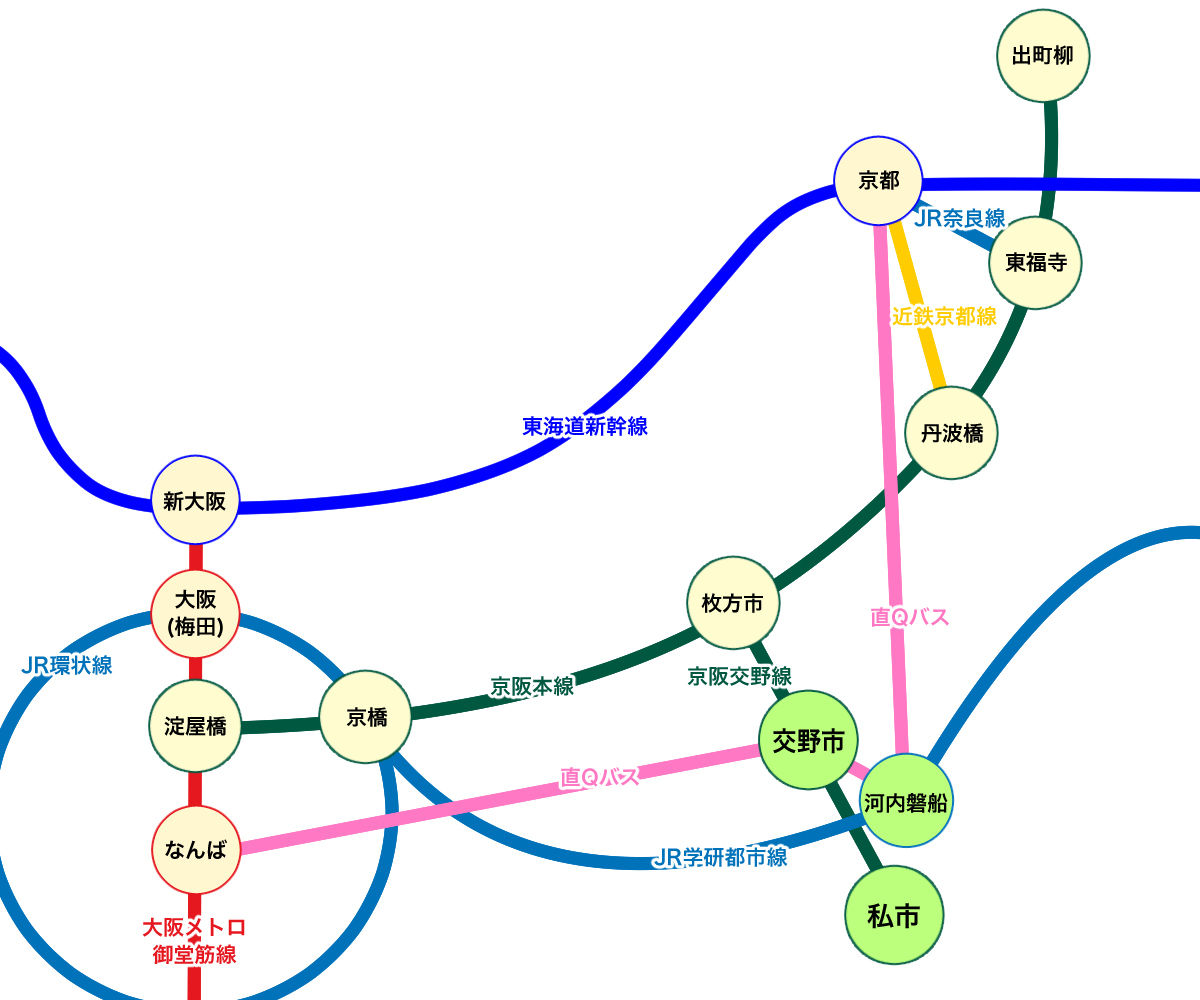 出町柳
京都
JR奈良線
東福寺
近鉄京都線
東海道新幹線
丹波橋
新大阪
大阪
(梅田)
枚方市
直Qバス
JR環状線
京阪交野線
京阪本線
淀屋橋
京橋
交野市
直Qバス
河内磐船
なんば
JR学研都市線
私市
大阪メトロ
御堂筋線